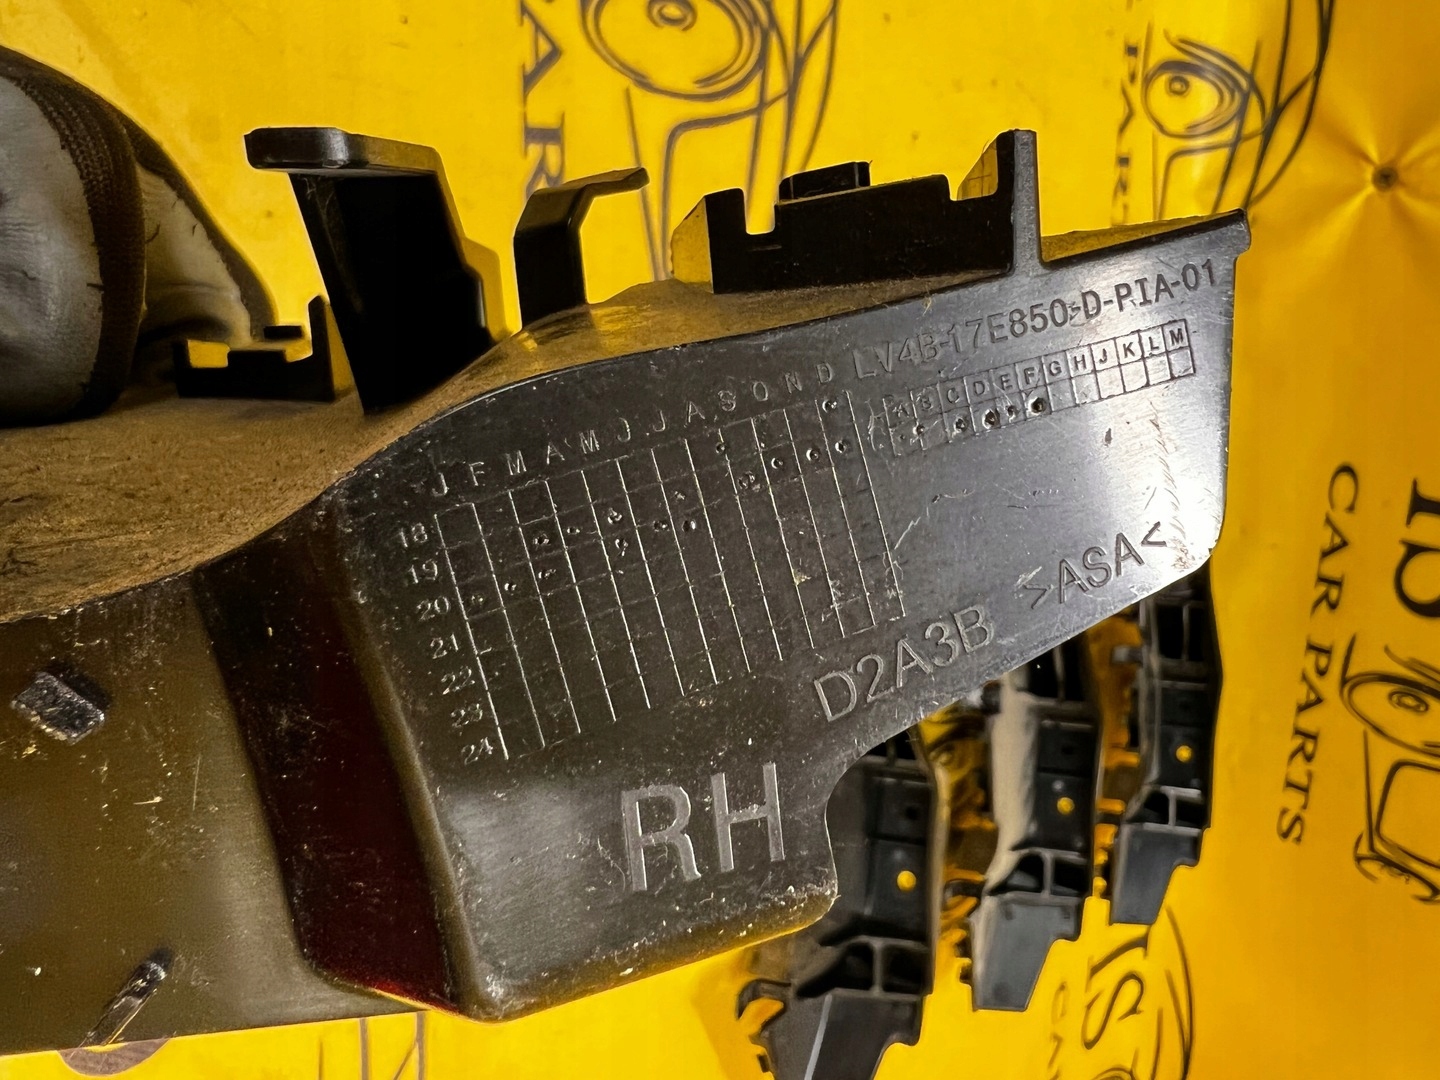 LV4B-17E850-D-PIA-01
J F M A M J J A S O N D
A B C D E F G H J K L M
18
19
20
21
22
23
24
>ASA<
D2A3B
RH
CAR PARTS